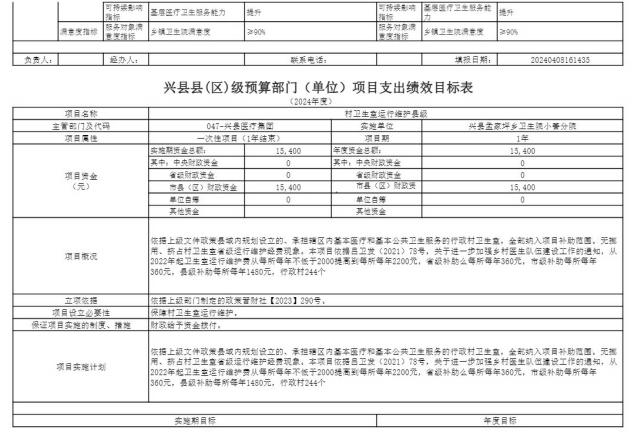 可持续影响指标 基层医疗卫生服务能力 提升 可持续影响指标 基层医疗卫生服务能力 提升
满意度指标 服务对象满意度指标 乡镇卫生院满意度 ≥90% 服务对象满意度指标 乡镇卫生院满意度 ≥90%
负责人： 经办人： 联系电话： 填报日期： 20240408161435
兴县县(区)级预算部门（单位）项目支出绩效目标表
（2024年度）
项目名称 村卫生室运行维护县级
主管部门及代码 047-兴县医疗集团 实施单位 兴县孟家坪乡卫生院小善分院
项目属性 一次性项目（1年结束） 项目期 1年
项目资金（元） 实施期资金总额： 15,400 年度资金总额： 15,400
其中：中央财政资金 0 其中：中央财政资金 0
省级财政资金 0 省级财政资金 0
市县（区）财政资金 15,400 市县（区）财政资 15,400
单位自筹 0 单位自筹 0
其他资金 其他资金
项目概况
依据上级文件政策县域内规划设立的、承担辖区内基本医疗和基本公共卫生服务的行政村卫生室，全部纳入项目补助范围，无挪
用、挤占村卫生室省级运行维护经费现象。本项目依据吕卫发（2021）78号，关于进一步加强乡村医生队伍建设工作的通知，从
2022年起卫生室运行维护费从每所每年不低于2000提高到每所每年2200元，省级补助么每所每年360元，市级补助每所每年
360元，县级补助每所每年1480元，行政村244个
立项依据 依据上级部门制定的政策晋财社【2023】290号。
项目设立必要性 保障村卫生室运行维护。
保证项目实施的制度、措施 财政给予资金拨付。
项目实施计划
依据上级文件政策县域内规划设立的、承担辖区内基本医疗和基本公共卫生服务的行政村卫生室，全部纳入项目补助范围，无挪
用、挤占村卫生室省级运行维护经费现象。本项目依据吕卫发（2021）78号，关于进一步加强乡村医生队伍建设工作的通知，从
2022年起卫生室运行维护费从每所每年不低于2000提高到每所每年2200元，省级补助么每所每年360元，市级补助每所每年
360元，县级补助每所每年1480元，行政村244个
实施期目标 年度目标